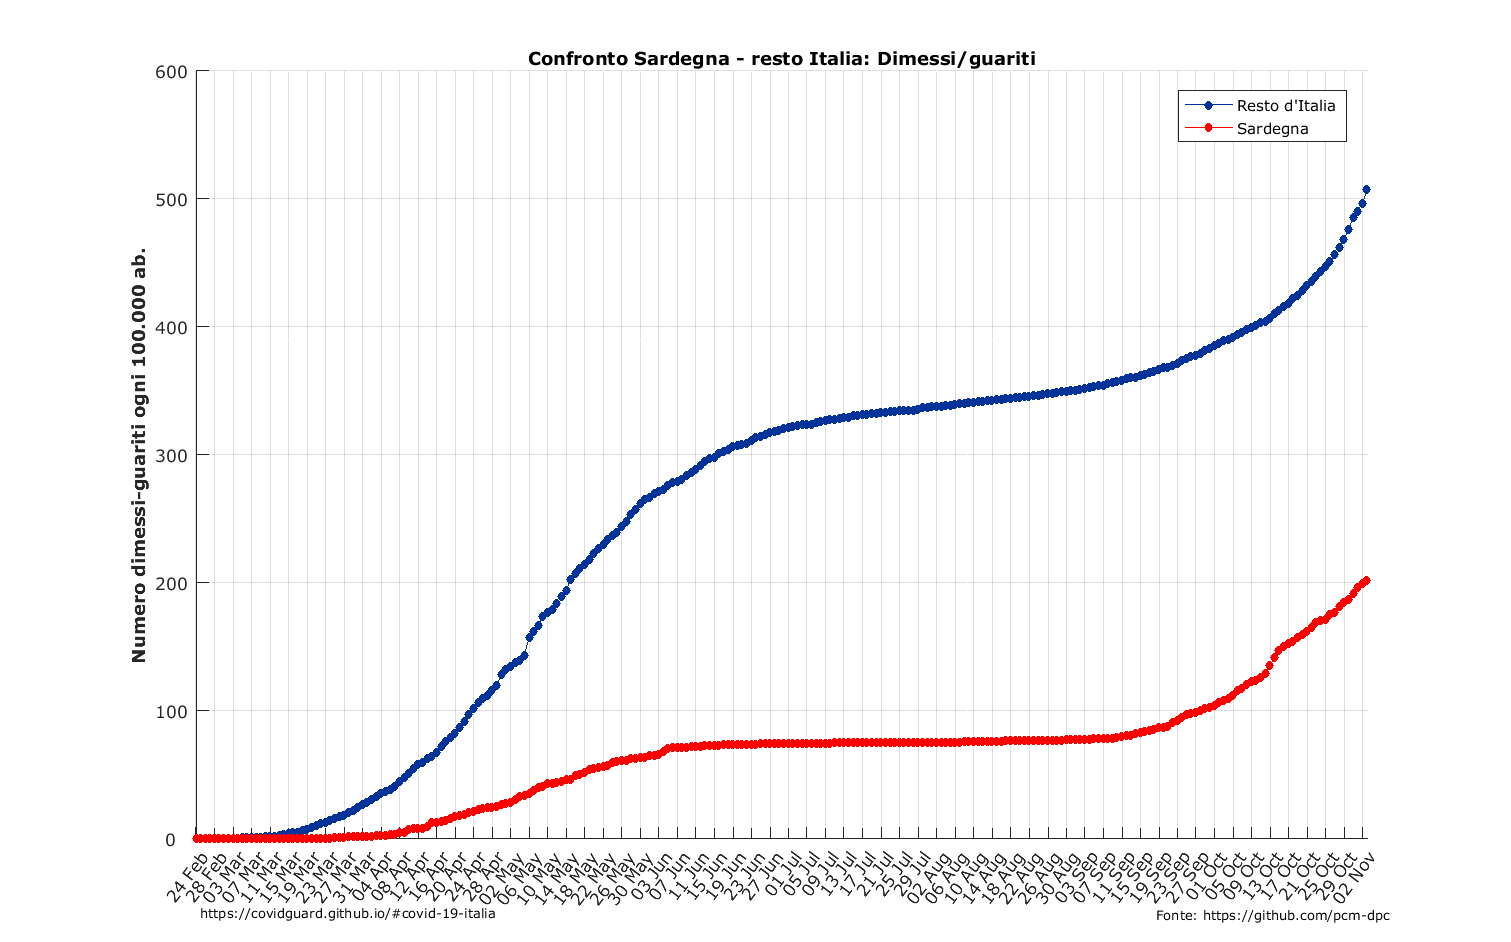 Confronto Sardegna - resto Italia: Dimessi/guariti
Resto d'Italia
Sardegna
Numero dimessi-guariti ogni 100.000 ab.
600
500
400
300
200
100
0
24 Feb
28 Feb
03 Mar
07 Mar
11 Mar
15 Mar
19 Mar
23 Mar
27 Mar
31 Mar
04 Apr
08 Apr
12 Apr
16 Apr
20 Apr
24 Apr
28 Apr
02 May
06 May
10 May
14 May
18 May
22 May
26 May
30 May
03 Jun
07 Jun
11 Jun
15 Jun
19 Jun
23 Jun
27 Jun
01 Jul
05 Jul
09 Jul
13 Jul
17 Jul
21 Jul
25 Jul
29 Jul
02 Aug
06 Aug
10 Aug
14 Aug
18 Aug
22 Aug
26 Aug
30 Aug
03 Sep
07 Sep
11 Sep
15 Sep
19 Sep
23 Sep
27 Sep
01 Oct
05 Oct
09 Oct
13 Oct
17 Oct
21 Oct
25 Oct
29 Oct
02 Nov
https://covidguard.github.io/#covid-19-italia
Fonte: https://github.com/pcm-dpc